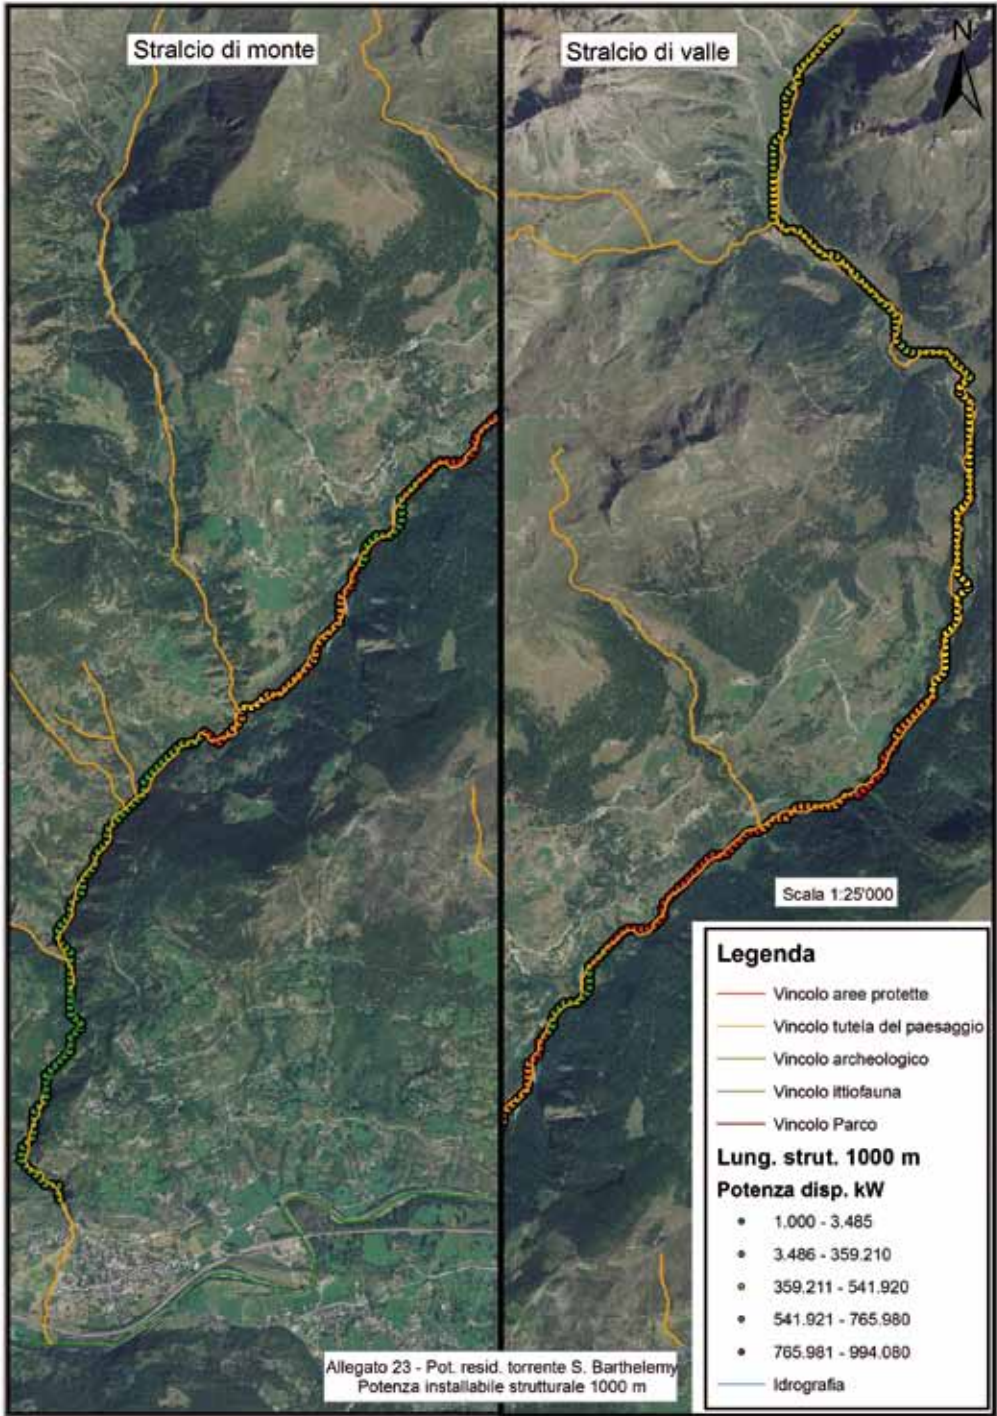 Stralcio di monte
Stralcio di valle
N
Scala 1:25'000
Legenda
Vincolo aree protette
Vincolo tutela del paesaggio
Vincolo archeologico
Vincolo ittiofauna
Vincolo Parco
Lung. strut. 1000 m
Potenza disp. kW
1.000 - 3.485
3.486 - 359.210
359.211 - 541.920
541.921 - 765.980
765.981 - 994.080
Idrografia
Allegato 23 - Pot. resid. torrente S. Barthelemy
Potenza installabile strutturale 1000 m